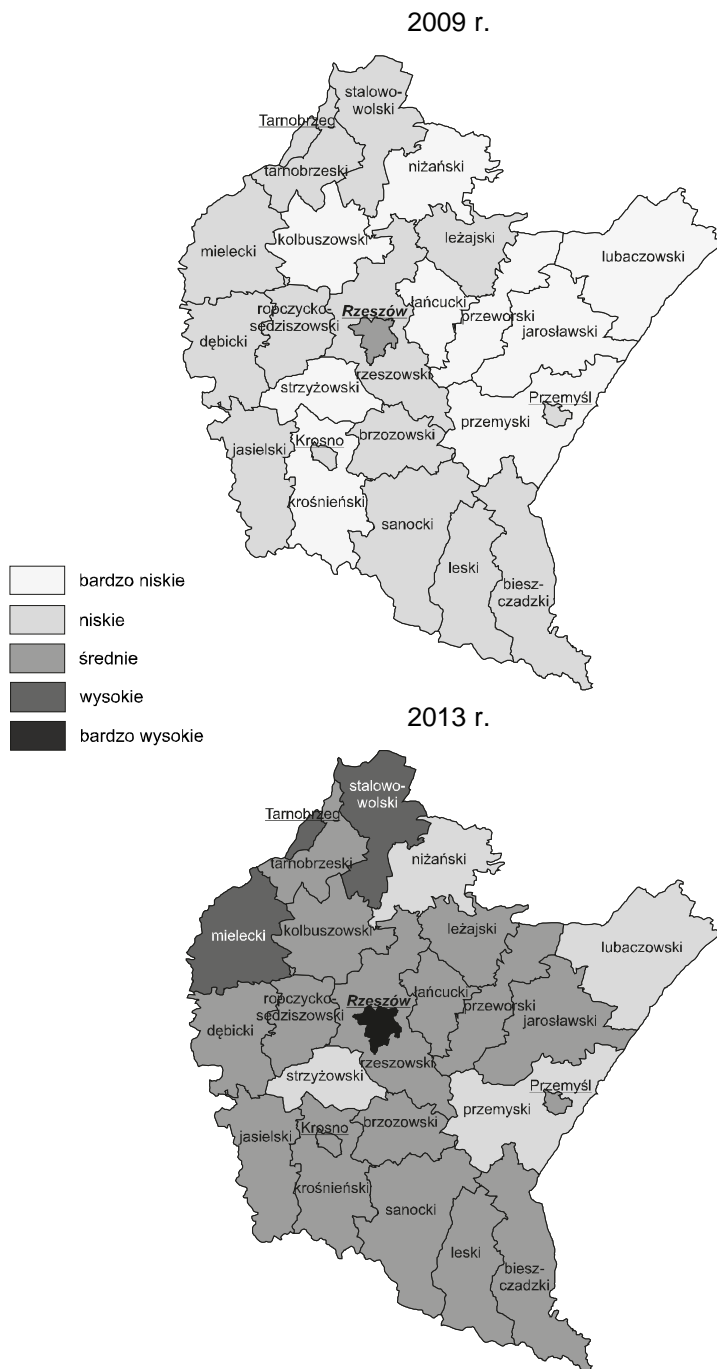 2009 r.
stalowo-
wolski
Tarnobrzeg
tarnobrzeski
niżański
mielecki
kolbuszowski
leżajski
lubaczowski
ropczycko-
sędziszowski
Rzeszów
łańcucki
przeworski
jarosławski
dębicki
rzeszowski
strzyżowski
Przemyśl
przemyski
jasielski
Krosno
brzozowski
krośnieński
sanocki
leski
biesz-
czadzki
bardzo niskie
niskie
średnie
wysokie
bardzo wysokie
2013 r.
stalowo-
wolski
Tarnobrzeg
tarnobrzeski
niżański
mielecki
kolbuszowski
leżajski
lubaczowski
ropczycko-
sędziszowski
Rzeszów
łańcucki
przeworski
jarosławski
dębicki
rzeszowski
strzyżowski
Przemyśl
przemyski
jasielski
Krosno
brzozowski
krośnieński
sanocki
leski
biesz-
czadzki